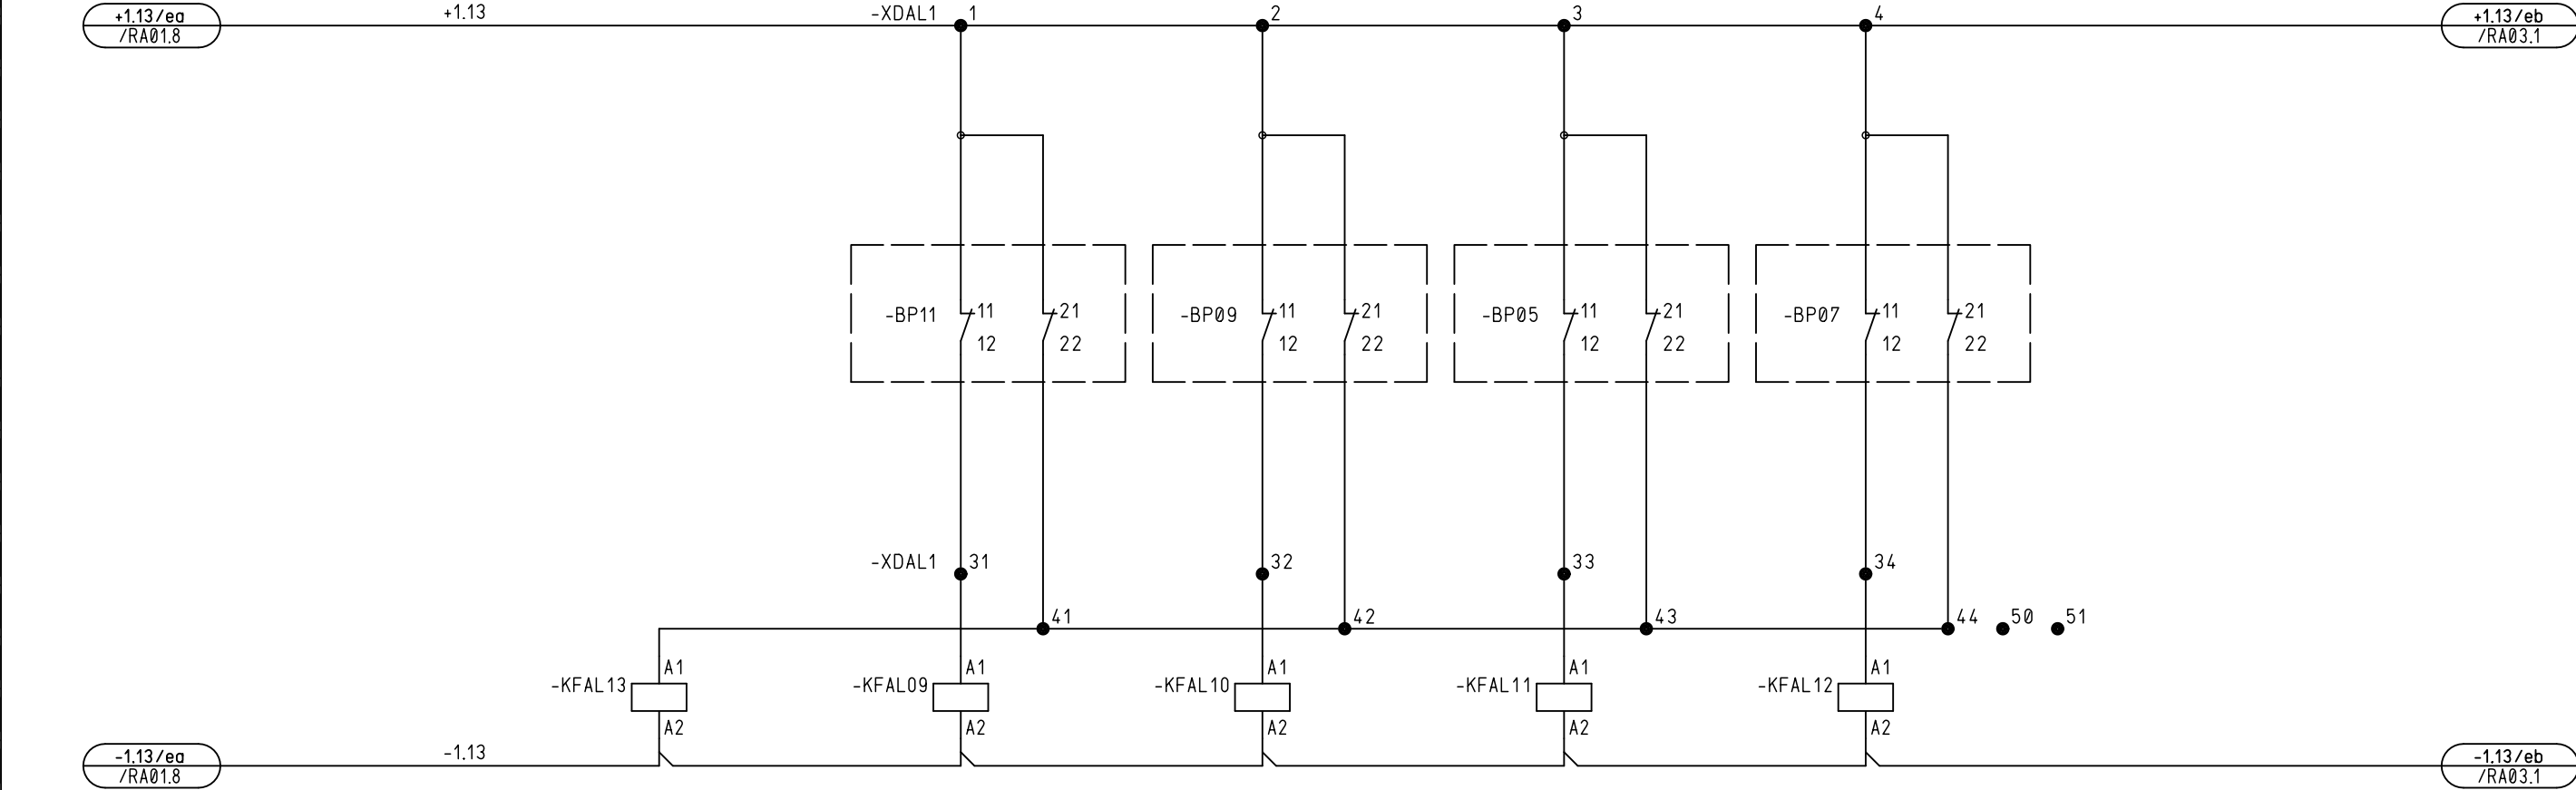 +1.13/ea
/RA01.8
+1.13
-XDAL1 1 2 3 4
+1.13/eb
/RA03.1
-BP11 11 21 -BP09 11 21 -BP05 11 21 -BP07 11 21
12 22 12 22 12 22 12 22
-XDAL1 31 32 33 34
41 42 43 44 50 51
A1 A1 A1 A1 A1
-KFAL13 -KFAL09 -KFAL10 -KFAL11 -KFAL12
A2 A2 A2 A2 A2
-1.13/ea
/RA01.8
-1.13
-1.13/eb
/RA03.1